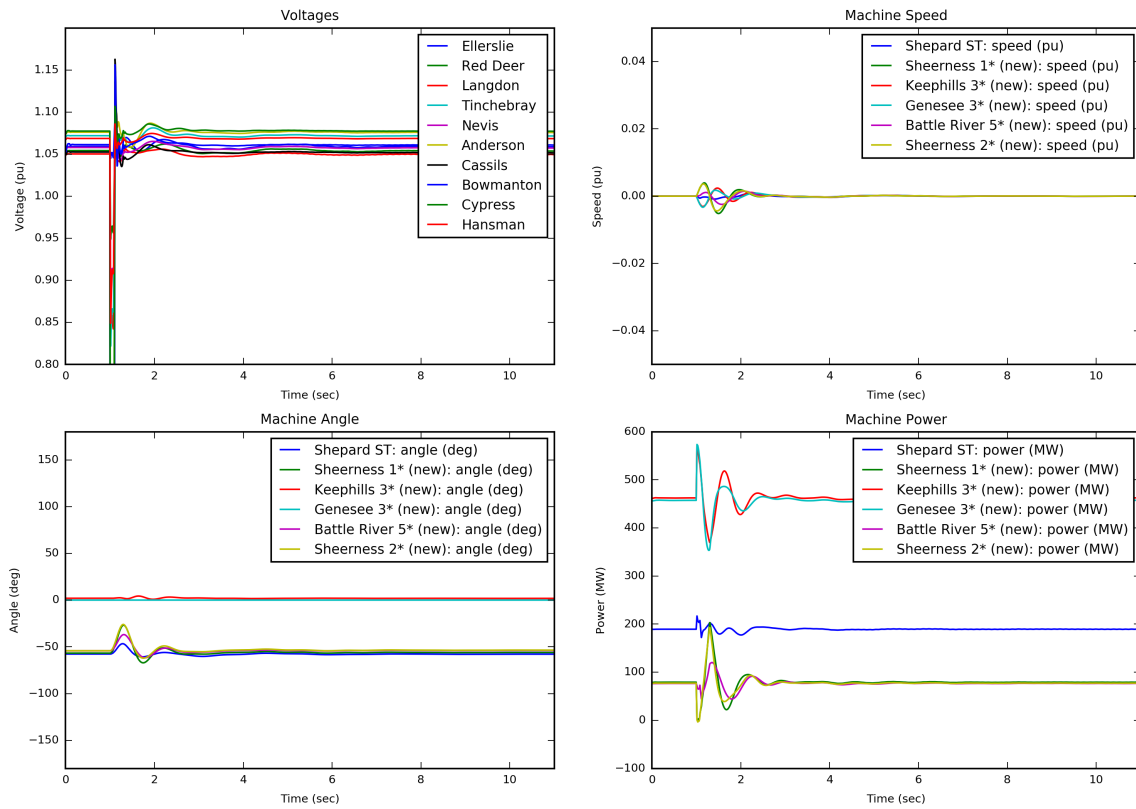 Voltages
1.15
1.10
1.05
1.00
0.95
0.90
0.85
0.80
Voltage (pu)
0
2
4
6
8
10
Time (sec)
Ellerslie
Red Deer
Langdon
Tinchebray
Nevis
Anderson
Cassils
Bowmanton
Cypress
Hansman
Machine Speed
0.04
0.02
0.00
−0.02
−0.04
Speed (pu)
0
2
4
6
8
10
Time (sec)
Shepard ST: speed (pu)
Sheerness 1* (new): speed (pu)
Keephills 3* (new): speed (pu)
Genesee 3* (new): speed (pu)
Battle River 5* (new): speed (pu)
Sheerness 2* (new): speed (pu)
Machine Angle
150
100
50
0
−50
−100
−150
Angle (deg)
0
2
4
6
8
10
Time (sec)
Shepard ST: angle (deg)
Sheerness 1* (new): angle (deg)
Keephills 3* (new): angle (deg)
Genesee 3* (new): angle (deg)
Battle River 5* (new): angle (deg)
Sheerness 2* (new): angle (deg)
Machine Power
600
500
400
300
200
100
0
−100
Power (MW)
0
2
4
6
8
10
Time (sec)
Shepard ST: power (MW)
Sheerness 1* (new): power (MW)
Keephills 3* (new): power (MW)
Genesee 3* (new): power (MW)
Battle River 5* (new): power (MW)
Sheerness 2* (new): power (MW)